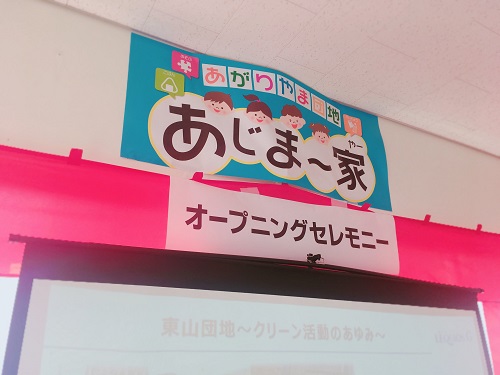 あがりやま団地
あじま〜家
やー
オープニングセレモニー
東山団地〜クリーン活動のあゆみ〜